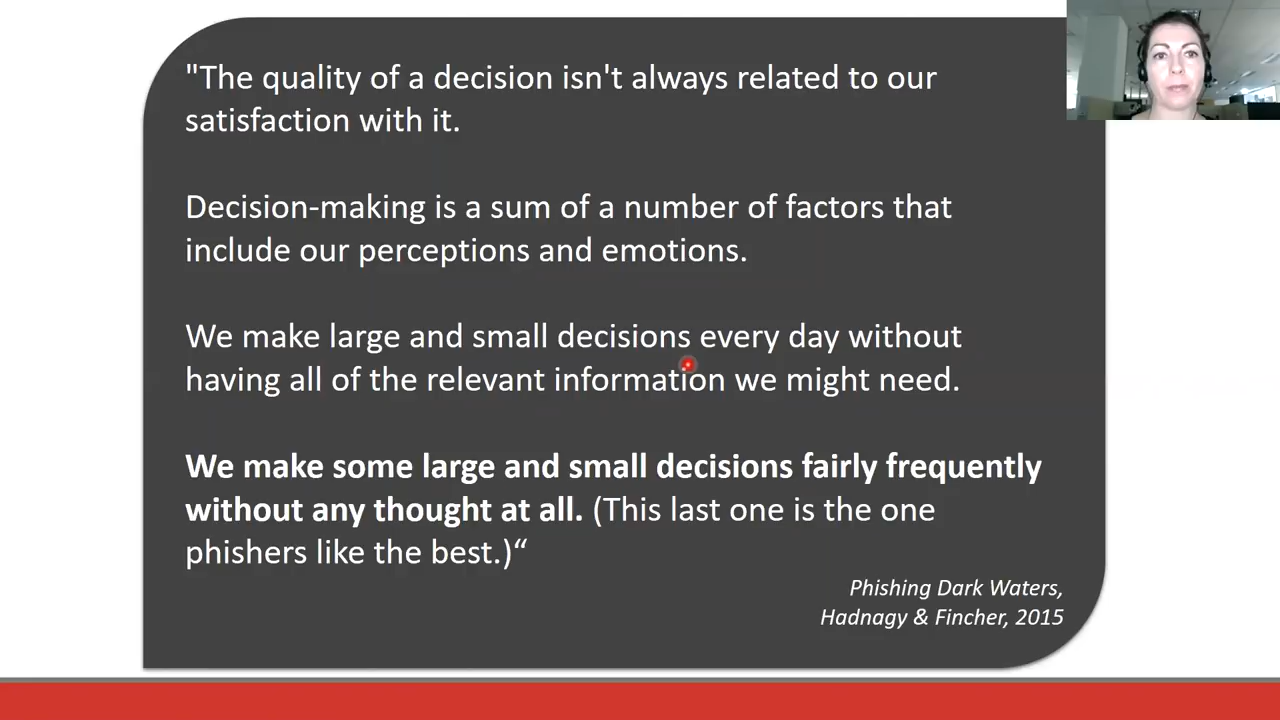 "The quality of a decision isn't always related to our
satisfaction with it.
Decision-making is a sum of a number of factors that
include our perceptions and emotions.
We make large and small decisions every day without
having all of the relevant information we might need.
We make some large and small decisions fairly frequently
without any thought at all. (This last one is the one
phishers like the best.)“
Phishing Dark Waters,
Hadnagy & Fincher, 2015